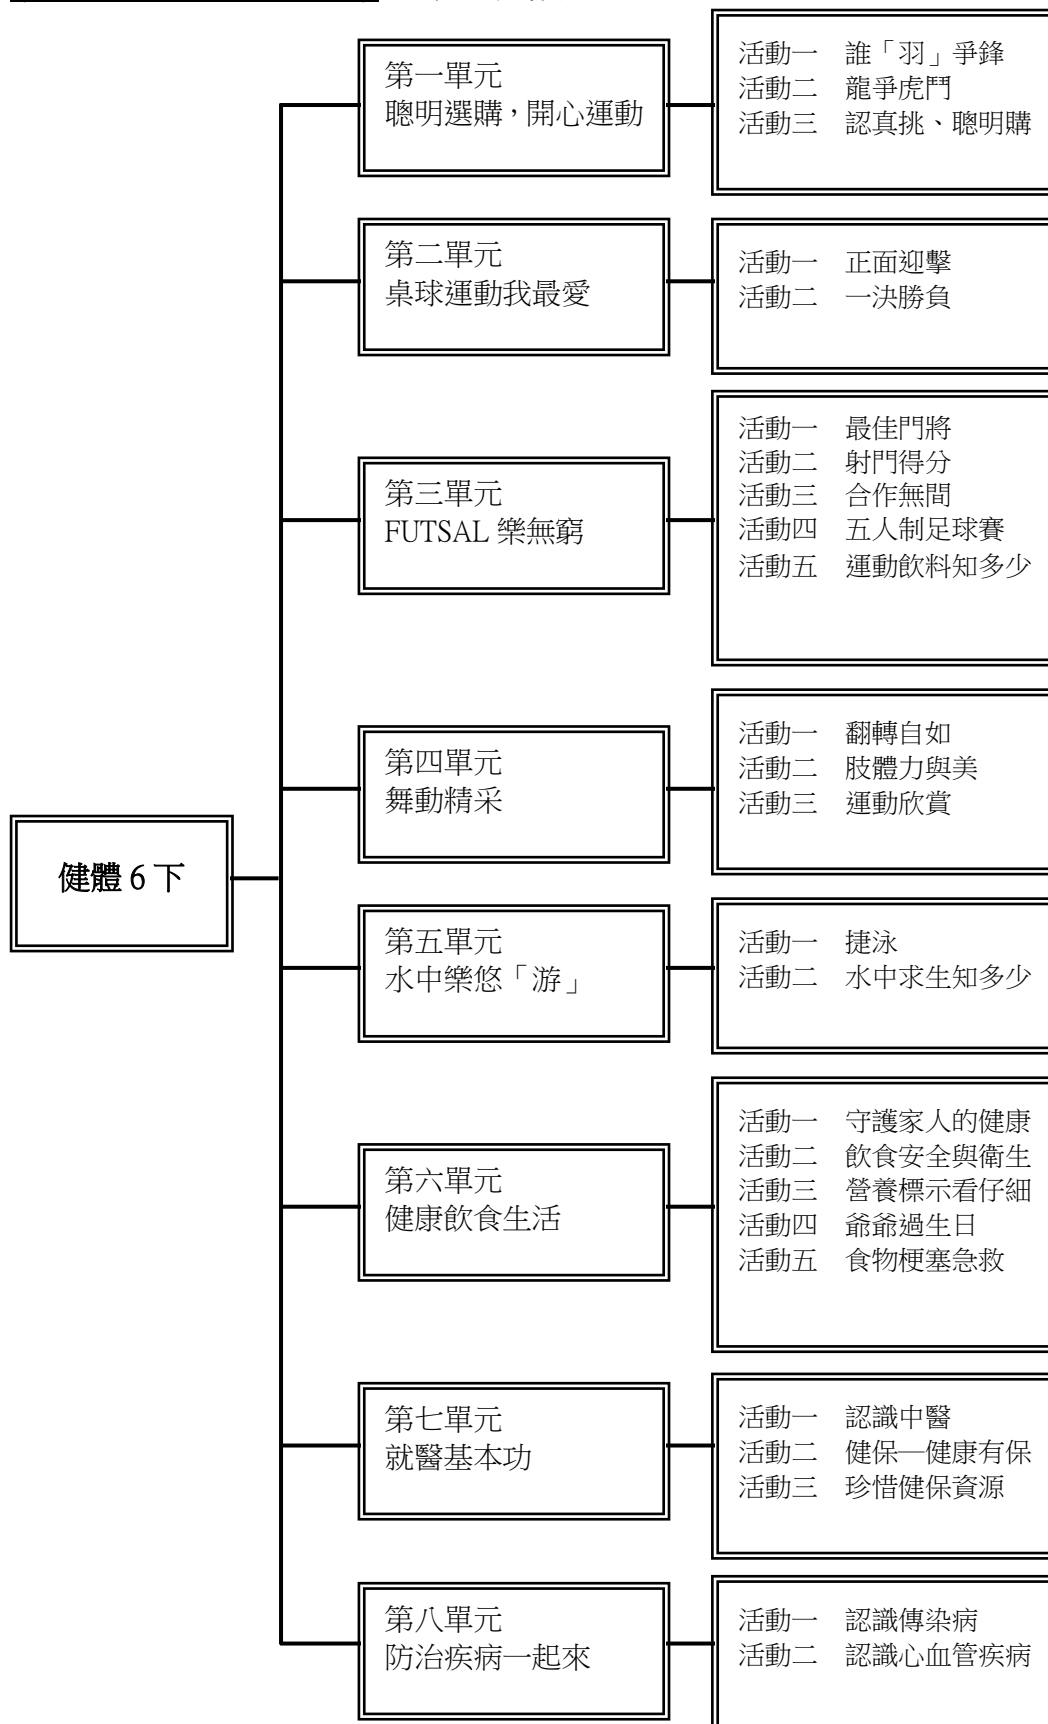 健體 6 下
第一單元
聰明選購，開心運動
活動一　誰「羽」爭鋒
活動二　龍爭虎鬥
活動三　認真挑、聰明購
第二單元
桌球運動我最愛
活動一　正面迎擊
活動二　一決勝負
第三單元
FUTSAL 樂無窮
活動一　最佳門將
活動二　射門得分
活動三　合作無間
活動四　五人制足球賽
活動五　運動飲料知多少
第四單元
舞動精采
活動一　翻轉自如
活動二　肢體力與美
活動三　運動欣賞
第五單元
水中樂悠「游」
活動一　捷泳
活動二　水中求生知多少
第六單元
健康飲食生活
活動一　守護家人的健康
活動二　飲食安全與衛生
活動三　營養標示看仔細
活動四　爺爺過生日
活動五　食物梗塞急救
第七單元
就醫基本功
活動一　認識中醫
活動二　健保—健康有保
活動三　珍惜健保資源
第八單元
防治疾病一起來
活動一　認識傳染病
活動二　認識心血管疾病